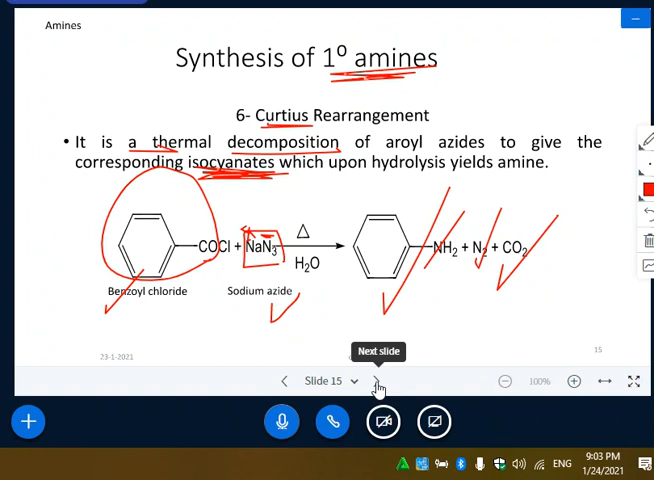 Amines
Synthesis of 1⁰ amines
6- Curtius Rearrangement
• It is a thermal decomposition of aroyl azides to give the
corresponding isocyanates which upon hydrolysis yields amine.
COCl + NaN₃ Δ H₂O NH₂ + N₂ + CO₂
Benzoyl chloride Sodium azide
23-1-2021
15
Next slide
Slide 15
100%
ENG
9:03 PM
1/24/2021